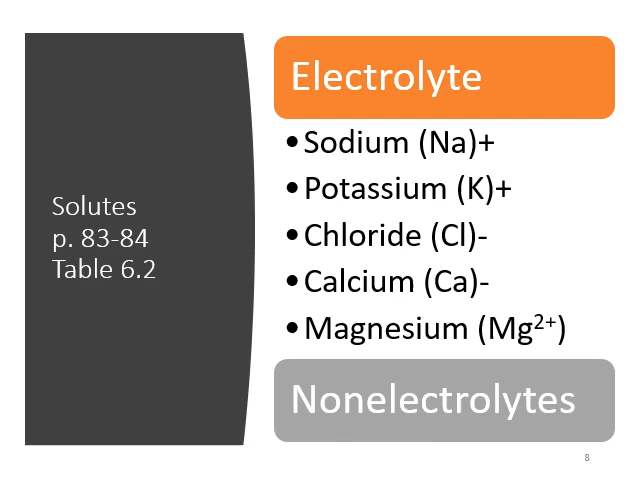 Solutes
p. 83-84
Table 6.2
Electrolyte
•Sodium (Na)+
•Potassium (K)+
•Chloride (Cl)-
•Calcium (Ca)-
•Magnesium (Mg²⁺)
Nonelectrolytes
8